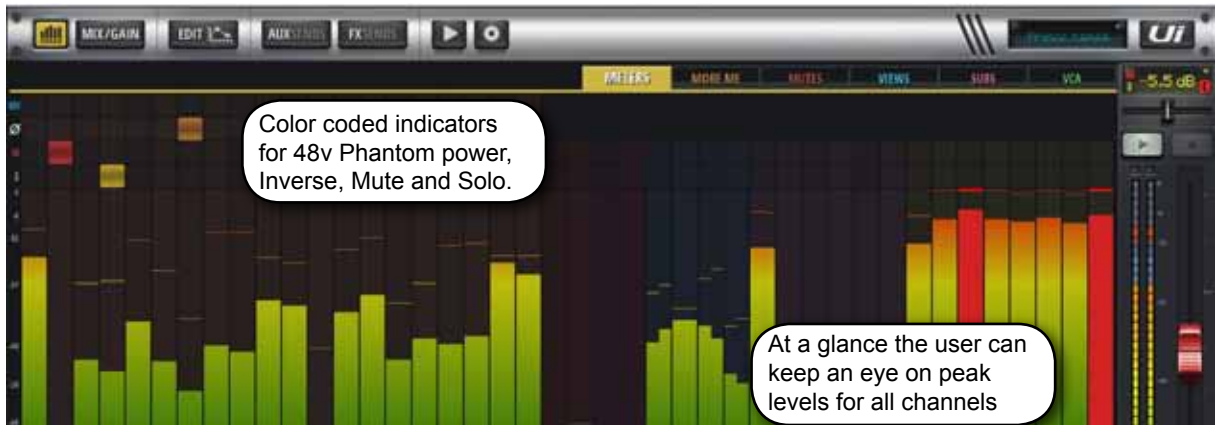 MIX/GAIN EDIT AUX SENDS FX SENDS Ui
METERS MORE ME MUTES VIEWS SUBS VCA -5.5 dB
Color coded indicators
for 48v Phantom power,
Inverse, Mute and Solo.
At a glance the user can
keep an eye on peak
levels for all channels